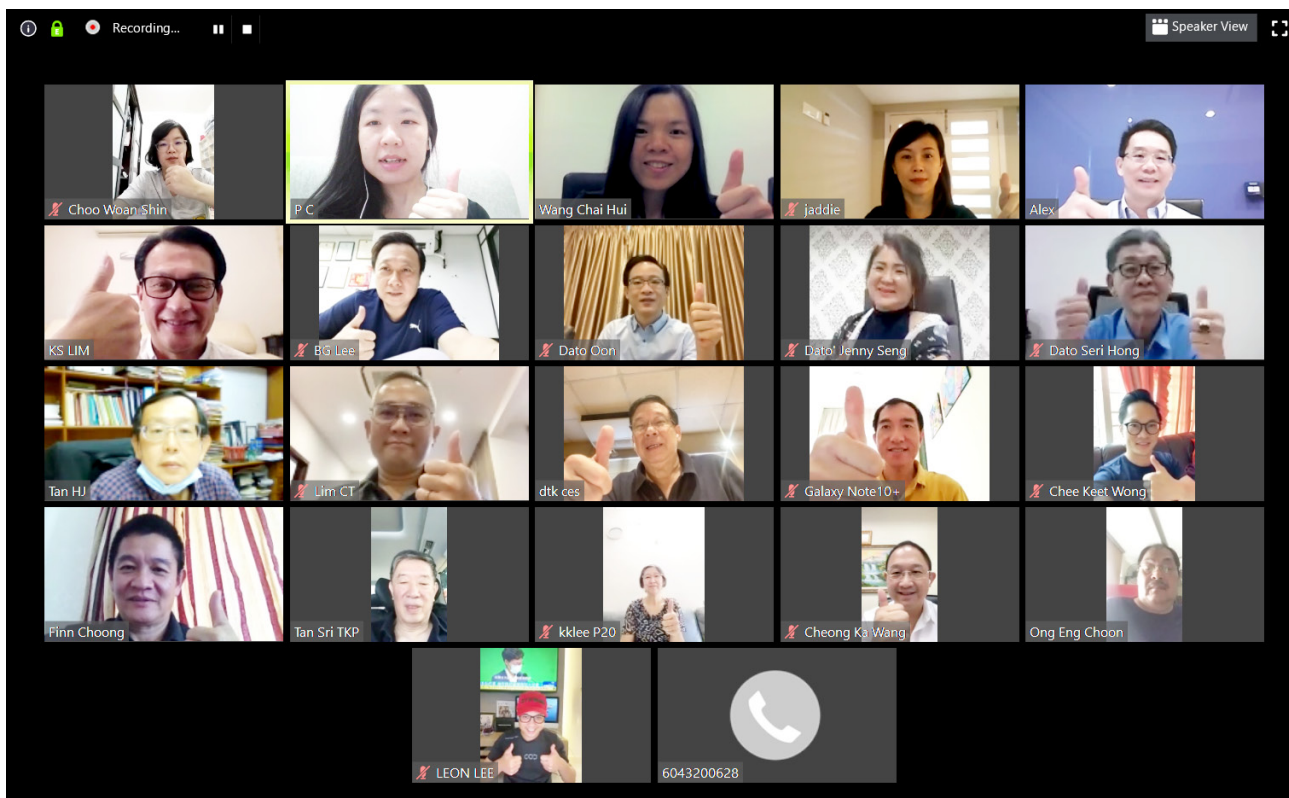 Recording...
Speaker View
Choo Woan Shin
P C
Wang Chai Hui
jaddie
Alex
KS LIM
BG Lee
Dato Oon
Dato' Jenny Seng
Dato Seri Hong
Tan HJ
Lim CT
dtk ces
Galaxy Note10+
Chee Keet Wong
Finn Choong
Tan Sri TKP
kklee P20
Cheong Ka Wang
Ong Eng Choon
LEON LEE
6043200628